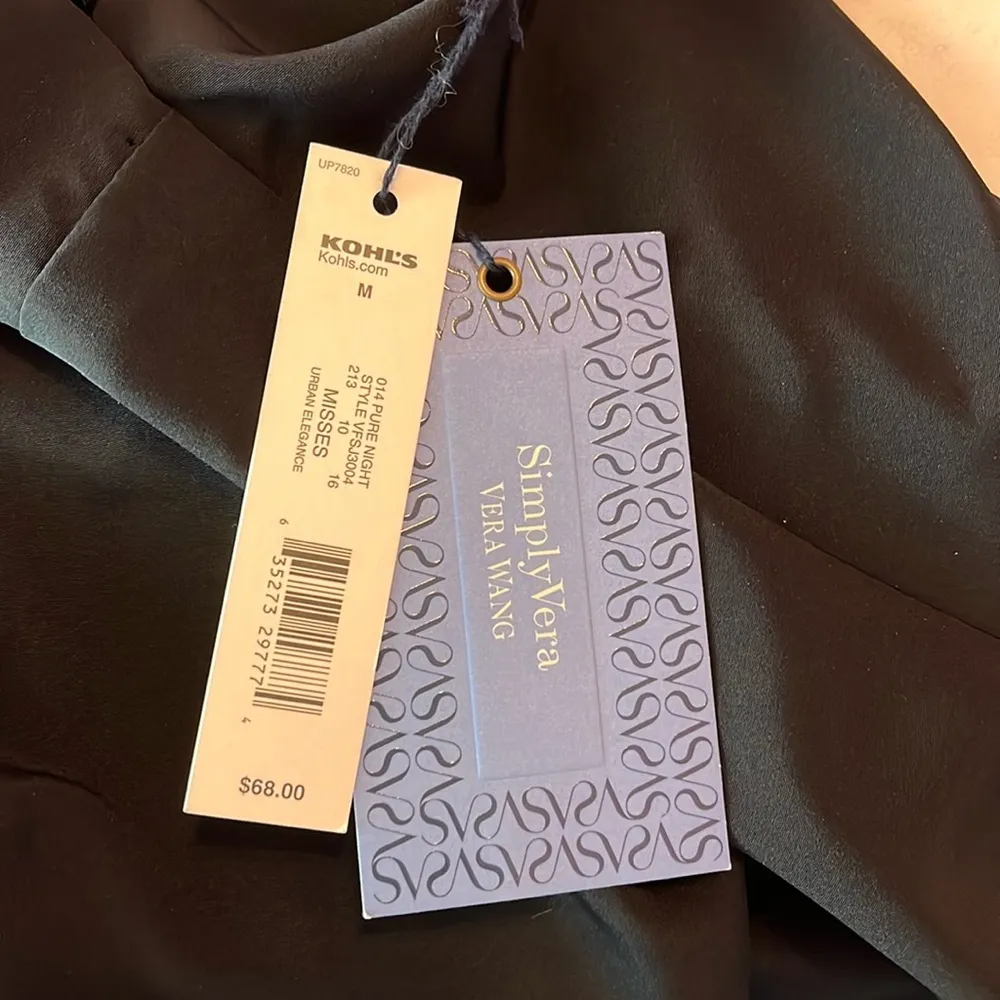 UP7820
KOHL'S
Kohls.com
M
014 PURE NIGHT
STYLE VFSJ3004
213 10
MISSES 16
URBAN ELEGANCE
6 35273 29777 4
$68.00
SimplyVera
VERA WANG